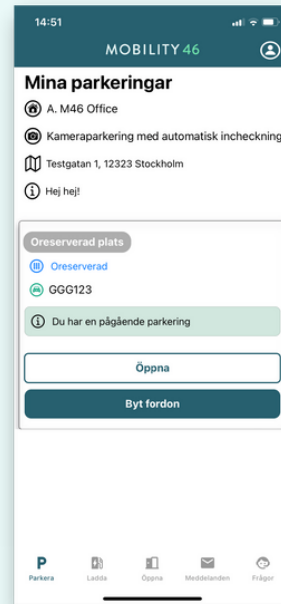 14:51
MOBILITY46
Mina parkeringar
A. M46 Office
Kameraparkering med automatisk incheckning
Testgatan 1, 12323 Stockholm
Hej hej!
Oreserverad plats
Oreserverad
GGG123
Du har en pågående parkering
Öppna
Byt fordon
P
Parkera
Ladda
Öppna
Meddelanden
Frågor